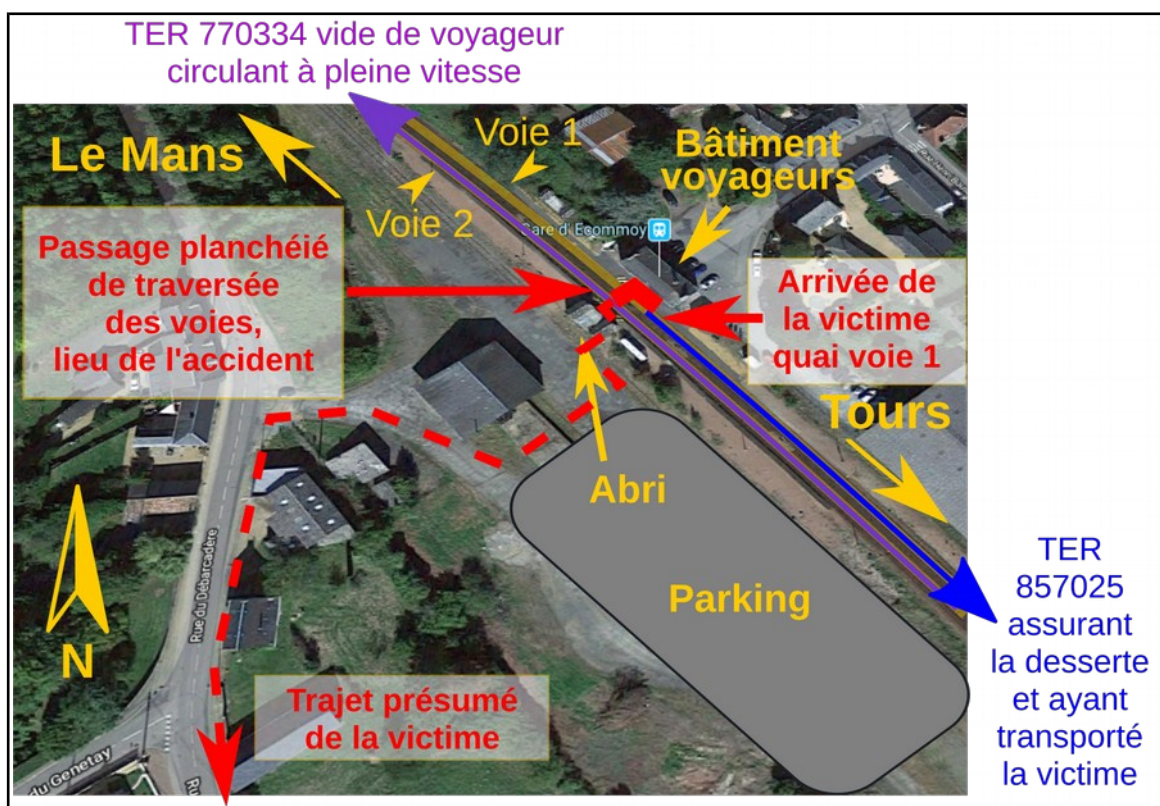 TER 770334 vide de voyageur
circulant à pleine vitesse
Le Mans
Voie 1
Bâtiment
voyageurs
Voie 2
Gare d'Ecommoy
Passage planchéié
de traversée
des voies,
lieu de l'accident
Arrivée de
la victime
quai voie 1
Tours
Abri
Parking
Rue du Débarcadère
N
Trajet présumé
de la victime
TER
857025
assurant
la desserte
et ayant
transporté
la victime
du Genetay